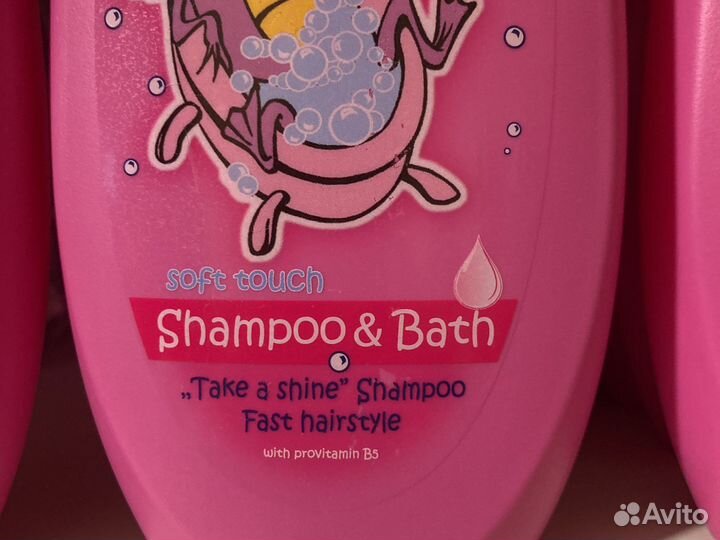 soft touch
Shampoo & Bath
„Take a shine” Shampoo
Fast hairstyle
with provitamin B5
Avito